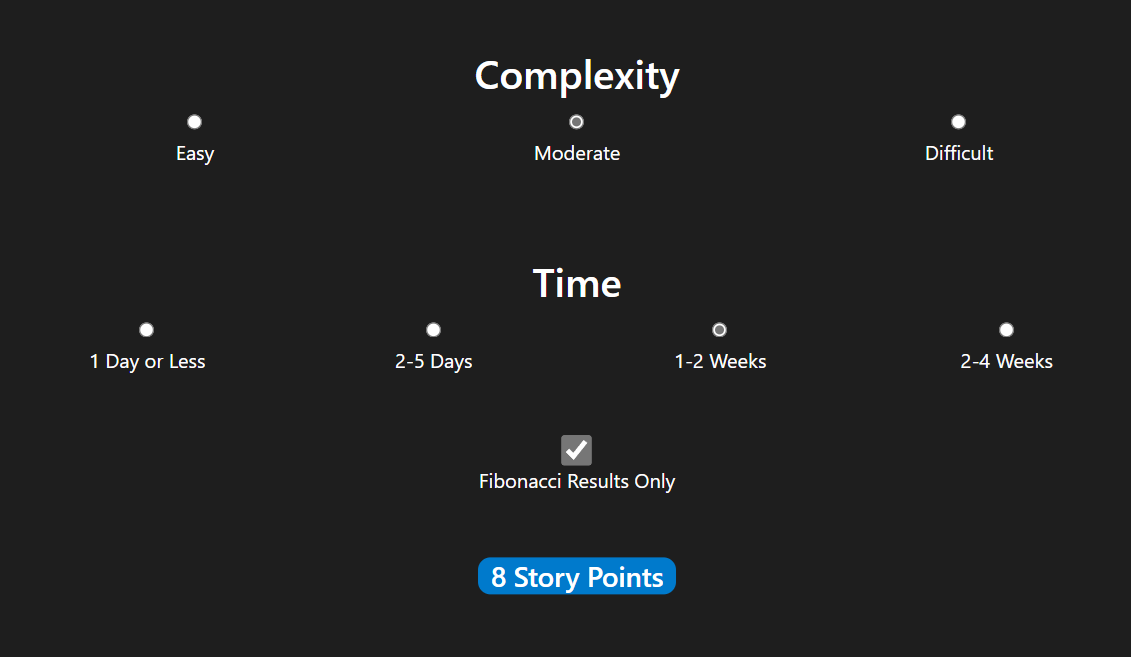 Complexity
Easy Moderate Difficult
Time
1 Day or Less 2-5 Days 1-2 Weeks 2-4 Weeks
Fibonacci Results Only
8 Story Points